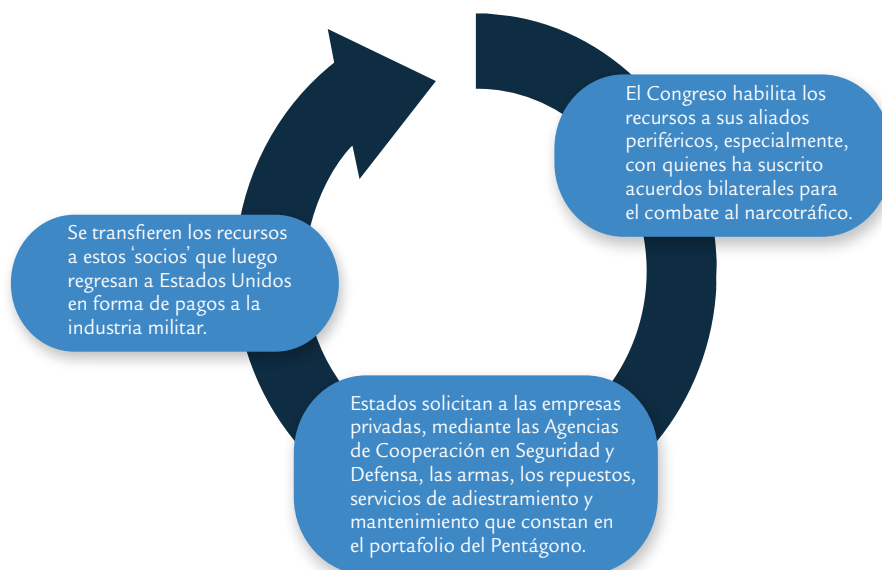 El Congreso habilita los
recursos a sus aliados
periféricos, especialmente,
con quienes ha suscrito
acuerdos bilaterales para
el combate al narcotráfico.
Estados solicitan a las empresas
privadas, mediante las Agencias
de Cooperación en Seguridad y
Defensa, las armas, los repuestos,
servicios de adiestramiento y
mantenimiento que constan en
el portafolio del Pentágono.
Se transfieren los recursos
a estos ‘socios’ que luego
regresan a Estados Unidos
en forma de pagos a la
industria militar.